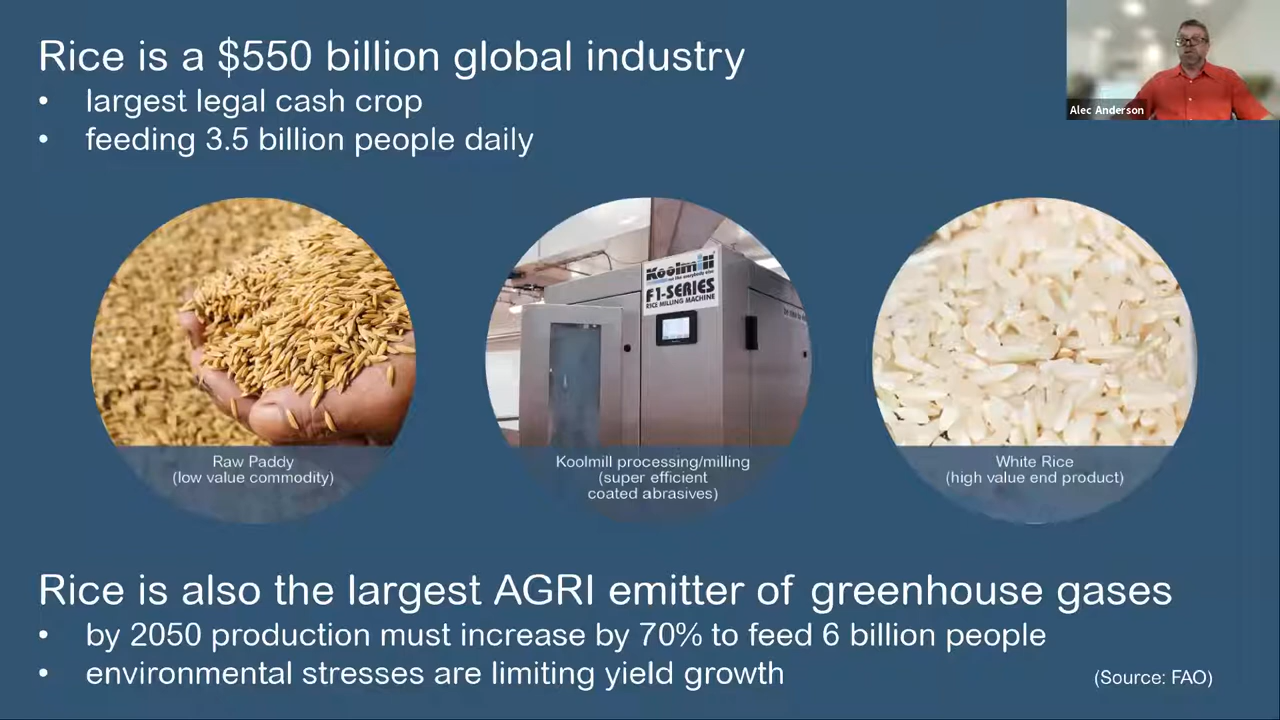 Rice is a $550 billion global industry
• largest legal cash crop
• feeding 3.5 billion people daily
Alec Anderson
Koolmill
F1-SERIES
RICE MILLING MACHINE
Raw Paddy
(low value commodity)
Koolmill processing/milling
(super efficient
coated abrasives)
White Rice
(high value end product)
Rice is also the largest AGRI emitter of greenhouse gases
• by 2050 production must increase by 70% to feed 6 billion people
• environmental stresses are limiting yield growth
(Source: FAO)